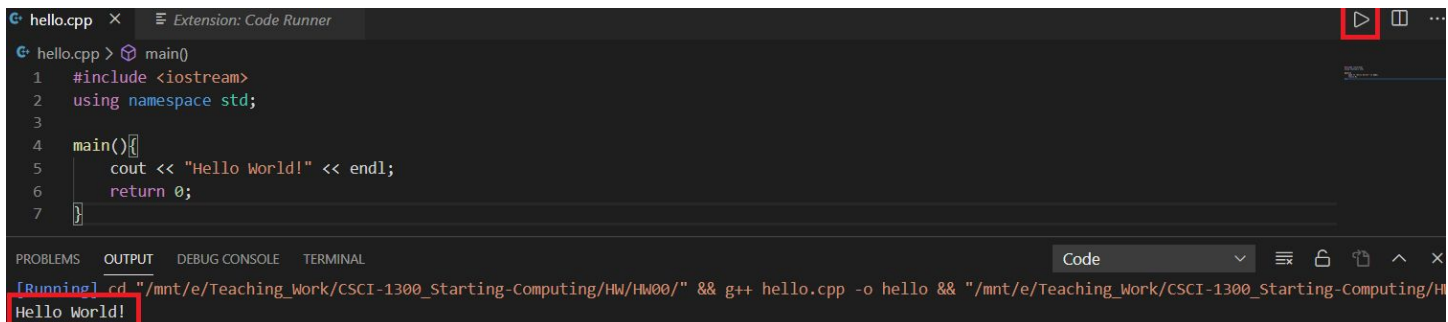 hello.cpp × Extension: Code Runner
hello.cpp > main()
1 #include <iostream>
2 using namespace std;
3
4 main(){
5 cout << "Hello World!" << endl;
6 return 0;
7 }
PROBLEMS OUTPUT DEBUG CONSOLE TERMINAL Code
[Running] cd "/mnt/e/Teaching_Work/CSCI-1300_Starting-Computing/HW/HW00/" && g++ hello.cpp -o hello && "/mnt/e/Teaching_Work/CSCI-1300_Starting-Computing/
Hello World!